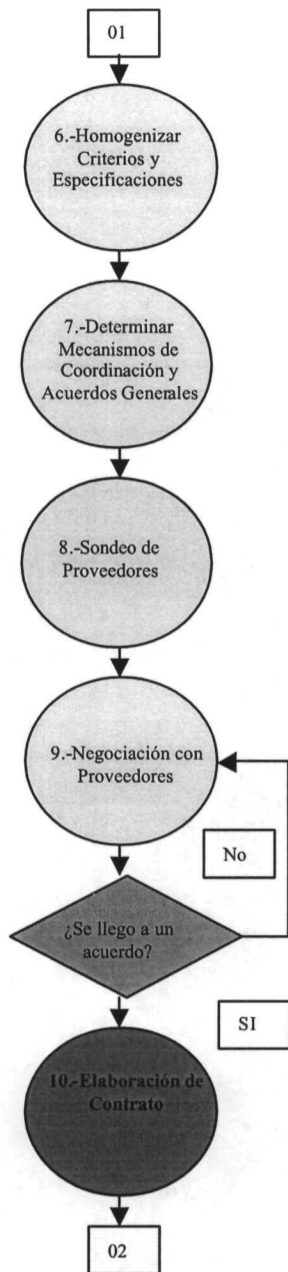 01
6.-Homogenizar
Criterios y
Especificaciones
7.-Determinar
Mecanismos de
Coordinación y
Acuerdos Generales
8.-Sondeo de
Proveedores
9.-Negociación con
Proveedores
No
¿Se llego a un
acuerdo?
SI
10.-Elaboración de
Contrato
02